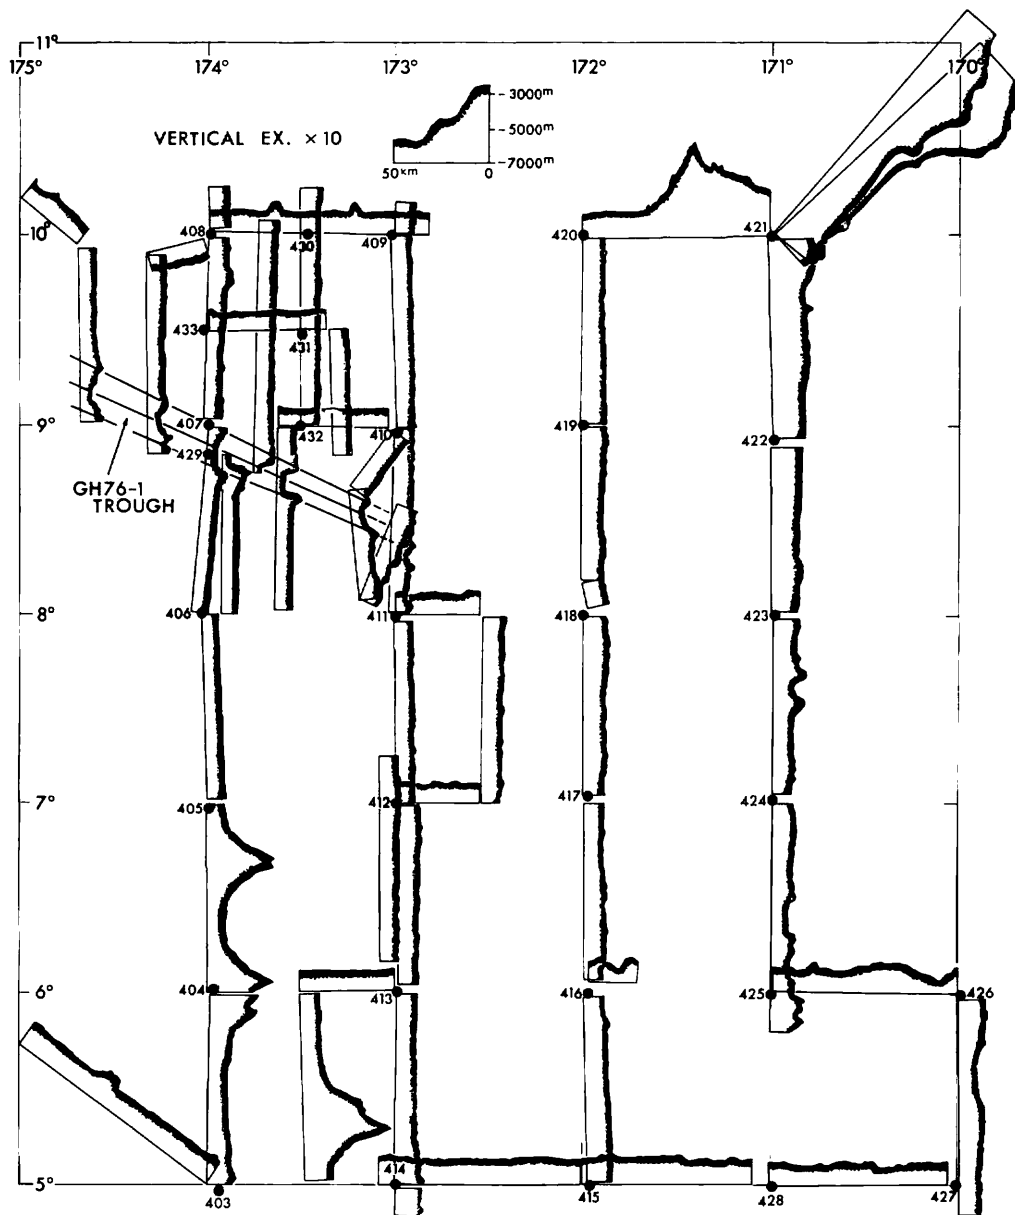 11°
175° 174° 173° 172° 171° 170°
-3000m
VERTICAL EX. ×10 -5000m
-7000m
50km 0
10° 408 430 409 420 421
433 431
9° 407 432 410 419 422
429
GH76-1
TROUGH
8° 406 411 418 423
7° 405 412 417 424
6° 404 413 416 425 426
414
5° 403 415 428 427